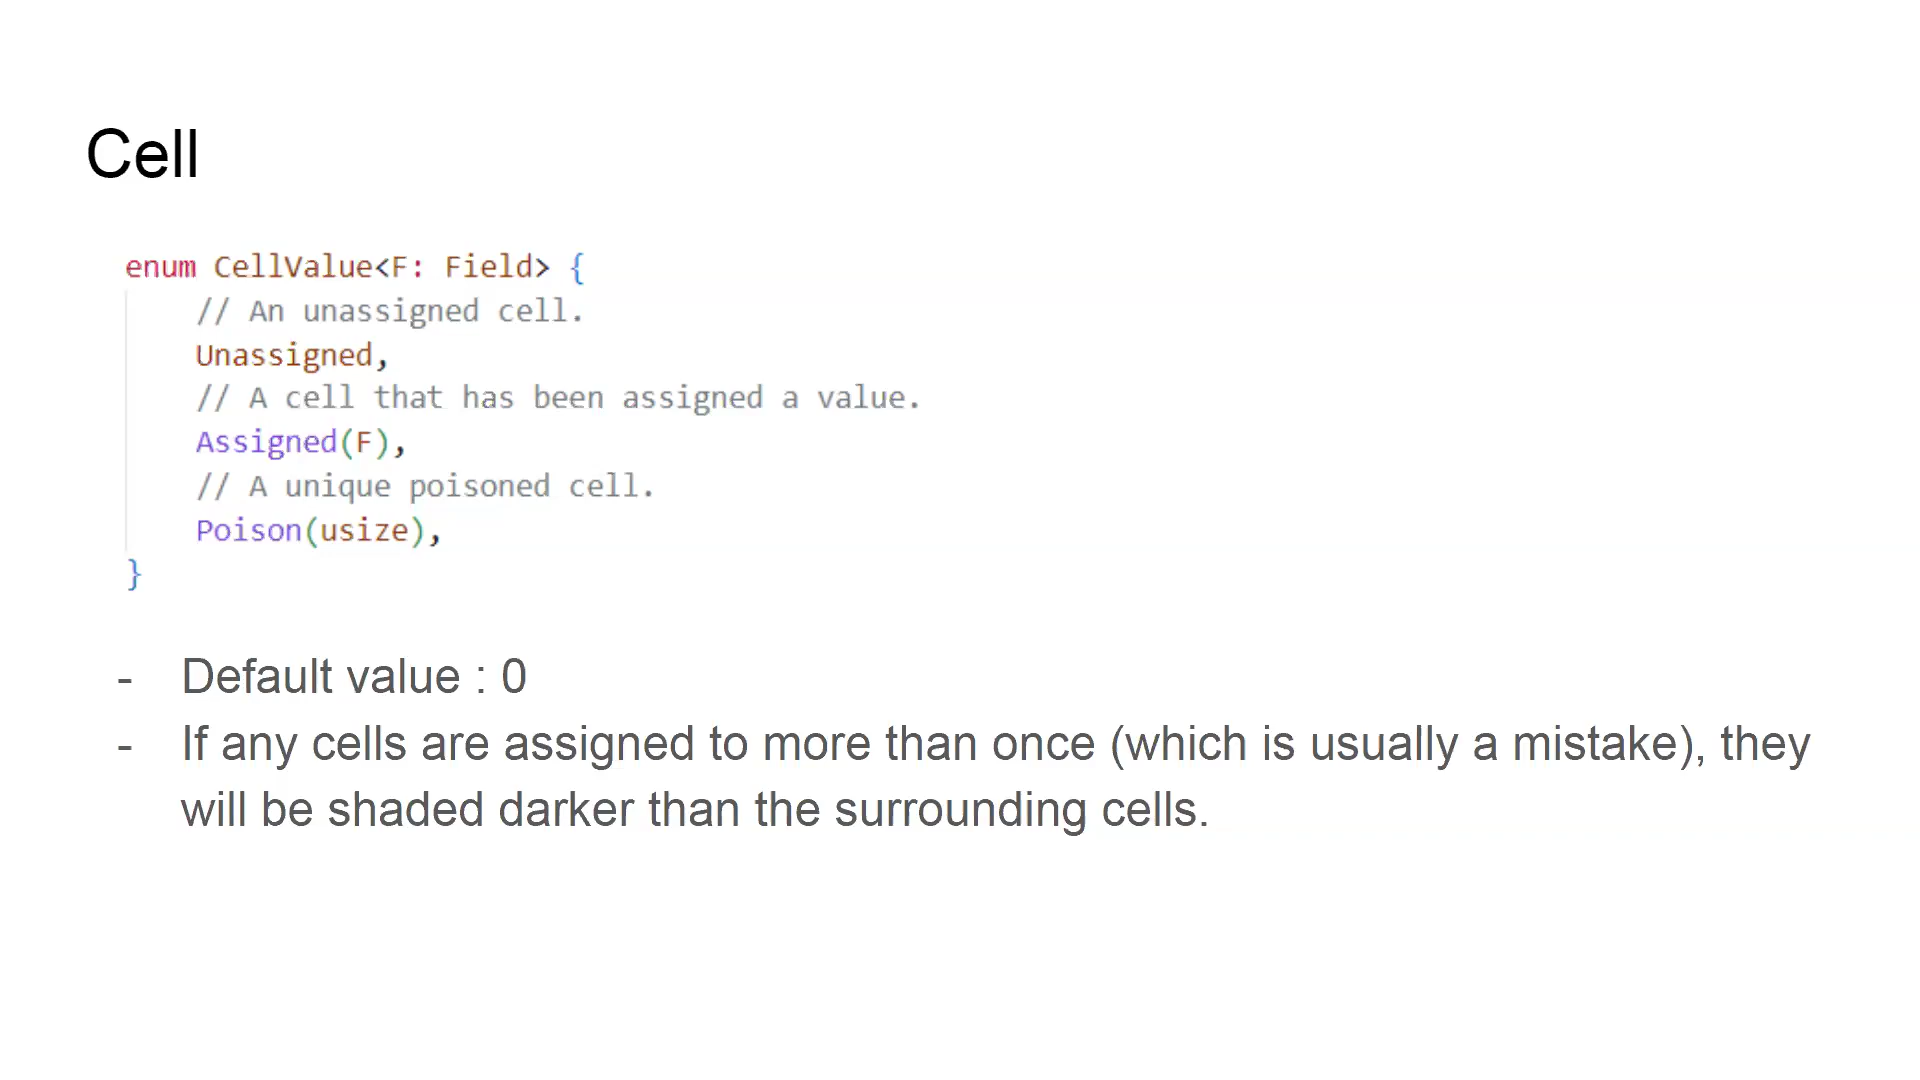 Cell
enum CellValue<F: Field> {
// An unassigned cell.
Unassigned,
// A cell that has been assigned a value.
Assigned(F),
// A unique poisoned cell.
Poison(usize),
}
- Default value : 0
- If any cells are assigned to more than once (which is usually a mistake), they
will be shaded darker than the surrounding cells.